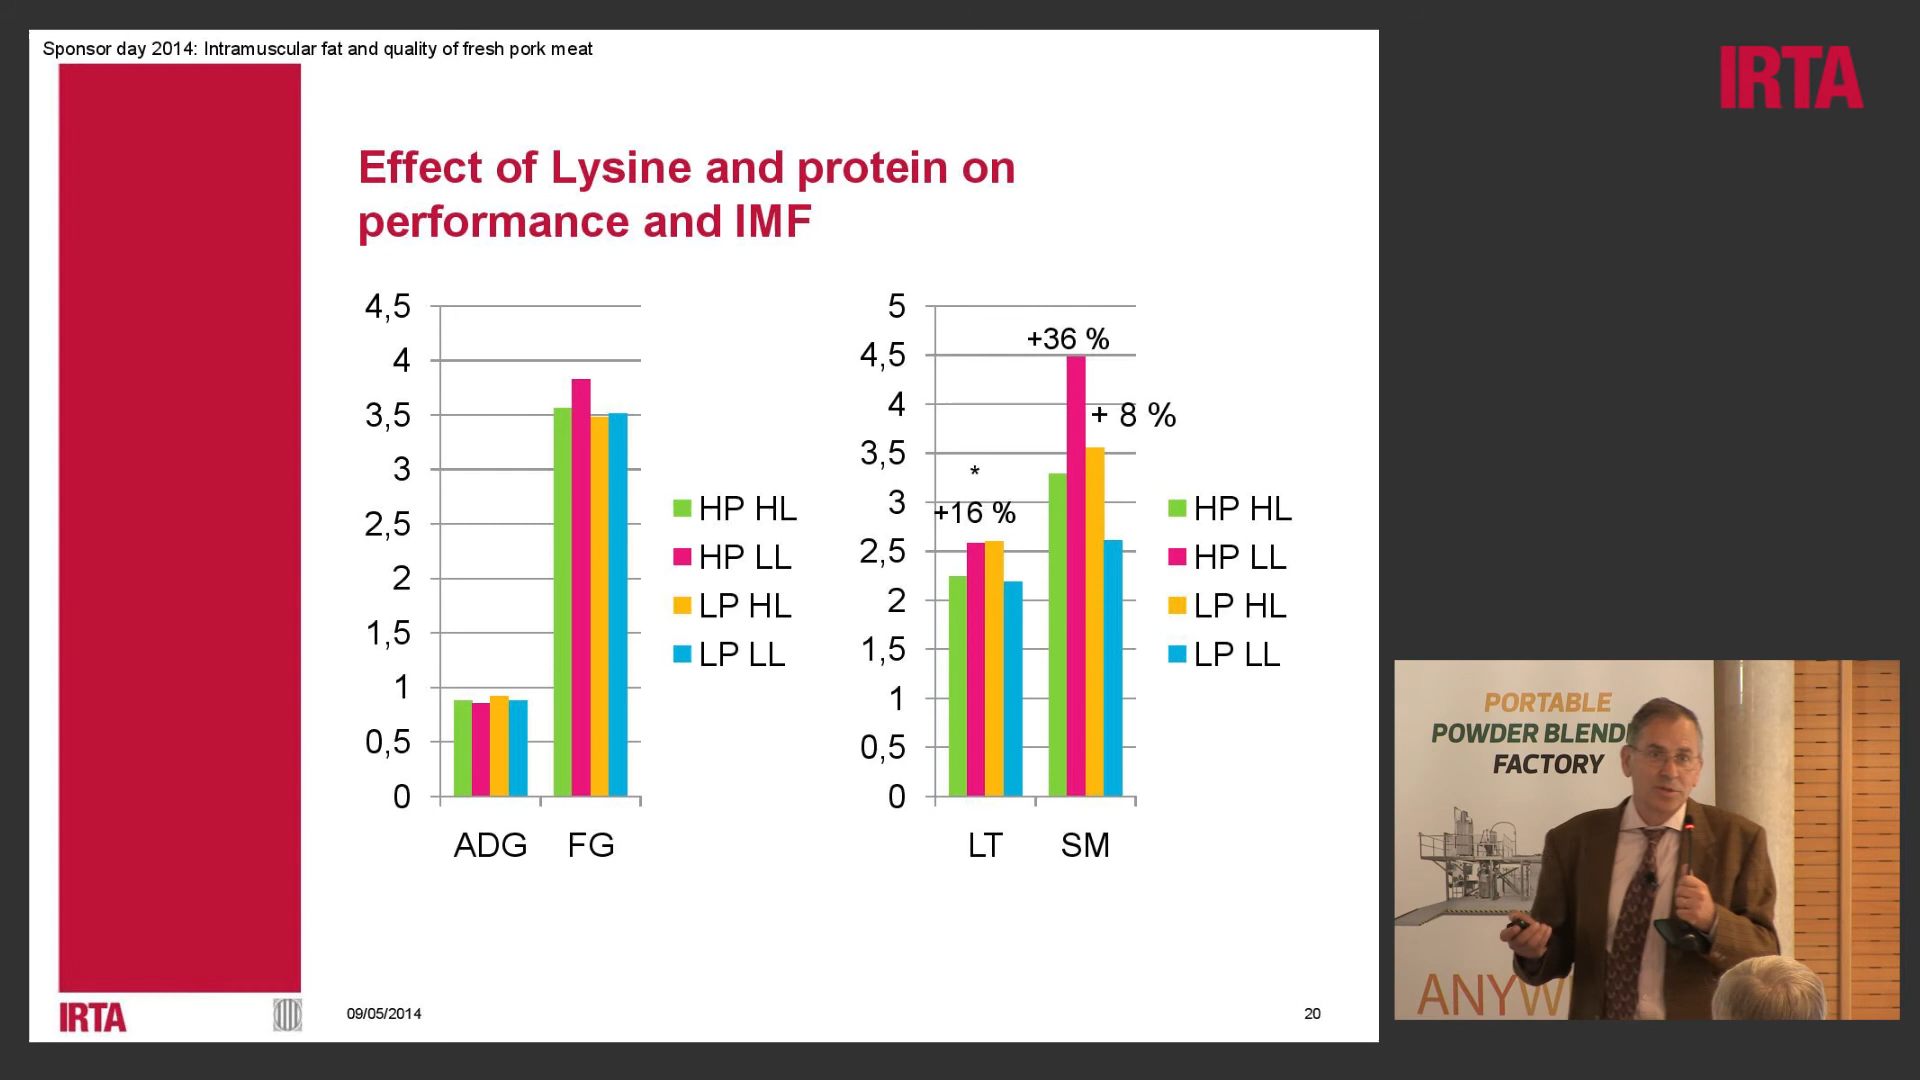 Sponsor day 2014: Intramuscular fat and quality of fresh pork meat
IRTA
Effect of Lysine and protein on
performance and IMF
4,5
4
3,5
3
2,5
2
1,5
1
0,5
0
ADG FG
HP HL
HP LL
LP HL
LP LL
5
4,5
4
3,5
3
2,5
2
1,5
1
0,5
0
+36 %
+ 8 %
*
+16 %
LT SM
HP HL
HP LL
LP HL
LP LL
IRTA
09/05/2014
20
PORTABLE
POWDER BLEND
FACTORY
ANYW